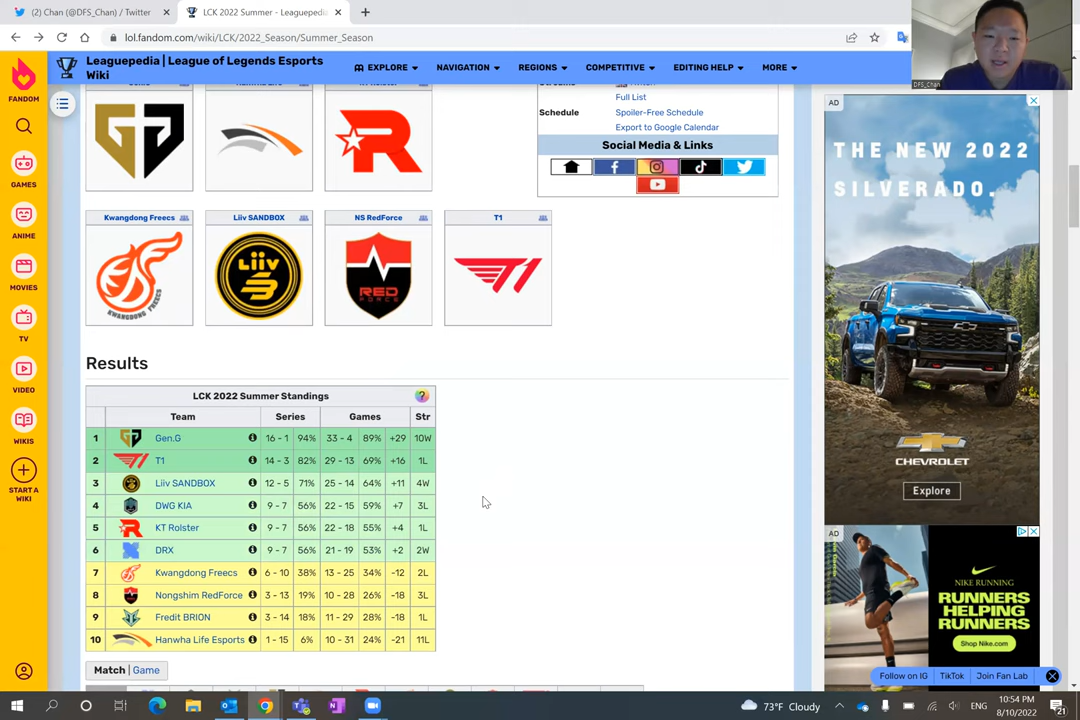 (2) Chan (@DFS_Chan) / Twitter
LCK 2022 Summer - Leaguepedia
lol.fandom.com/wiki/LCK/2022_Season/Summer_Season
DFS_Chan
Leaguepedia | League of Legends Esports Wiki
EXPLORE
NAVIGATION
REGIONS
COMPETITIVE
EDITING HELP
MORE
FANDOM
GAMES
ANIME
MOVIES
TV
VIDEO
WIKIS
START A WIKI
Full List
Schedule
Spoiler-Free Schedule
Export to Google Calendar
Social Media & Links
Kwangdong Freecs
Liiv SANDBOX
NS RedForce
T1
KWANGDONG FREECS
Liiv
RED
FORCE
T1
Results
LCK 2022 Summer Standings ?
Team Series Games Str
1 Gen.G 16 - 1 94% 33 - 4 89% +29 10W
2 T1 14 - 3 82% 29 - 13 69% +16 1L
3 Liiv SANDBOX 12 - 5 71% 25 - 14 64% +11 4W
4 DWG KIA 9 - 7 56% 22 - 15 59% +7 3L
5 KT Rolster 9 - 7 56% 22 - 18 55% +4 1L
6 DRX 9 - 7 56% 21 - 19 53% +2 2W
7 Kwangdong Freecs 6 - 10 38% 13 - 25 34% -12 2L
8 Nongshim RedForce 3 - 13 19% 10 - 28 26% -18 3L
9 Fredit BRION 3 - 14 18% 11 - 29 28% -18 1L
10 Hanwha Life Esports 1 - 15 6% 10 - 31 24% -21 11L
Match | Game
AD
THE NEW 2022
SILVERADO.
CHEVROLET
Explore
AD
NIKE RUNNING
RUNNERS
HELPING
RUNNERS
Shop Nike.com
Follow on IG
TikTok
Join Fan Lab
73°F Cloudy
ENG
10:54 PM
8/10/2022
21